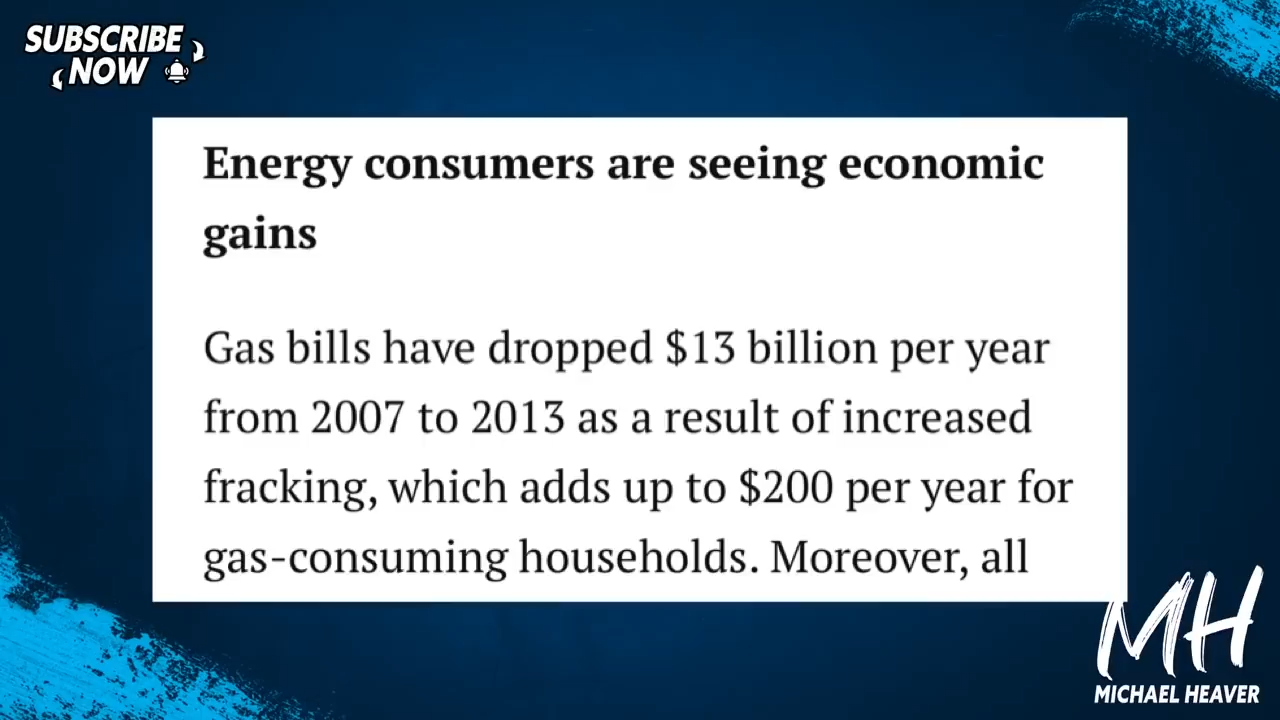 SUBSCRIBE
NOW
Energy consumers are seeing economic
gains
Gas bills have dropped $13 billion per year
from 2007 to 2013 as a result of increased
fracking, which adds up to $200 per year for
gas-consuming households. Moreover, all
MH
MICHAEL HEAVER